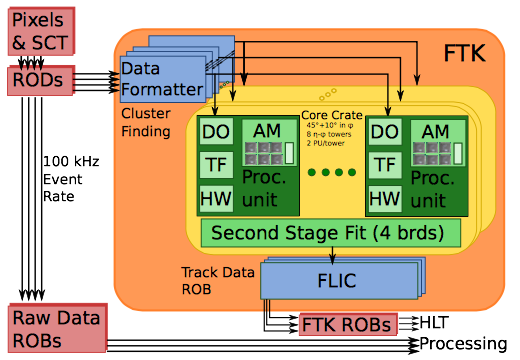 Pixels
& SCT
FTK
RODs
Data
Formatter
Cluster
Finding
Core Crate
45°+10° in φ
8 η-φ towers
2 PU/tower
DO
AM
TF
Proc.
HW
unit
DO
AM
TF
Proc.
HW
unit
100 kHz
Event
Rate
Second Stage Fit (4 brds)
Track Data
ROB
FLIC
Raw Data
ROBs
FTK ROBs
HLT
Processing